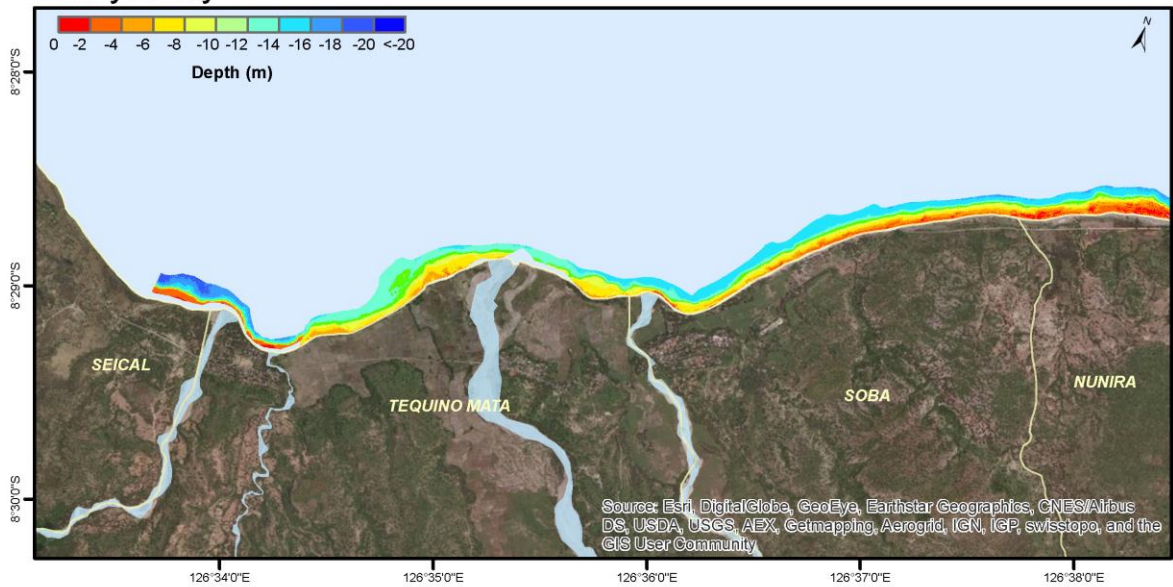 N
0 -2 -4 -6 -8 -10 -12 -14 -16 -18 -20 <-20
Depth (m)
8°28'0"S
8°29'0"S
8°30'0"S
SEICAL
TEQUINO MATA
SOBA
NUNIRA
Source: Esri, DigitalGlobe, GeoEye, Earthstar Geographics, CNES/Airbus
DS, USDA, USGS, AEX, Getmapping, Aerogrid, IGN, IGP, swisstopo, and the
GIS User Community
126°34'0"E 126°35'0"E 126°36'0"E 126°37'0"E 126°38'0"E